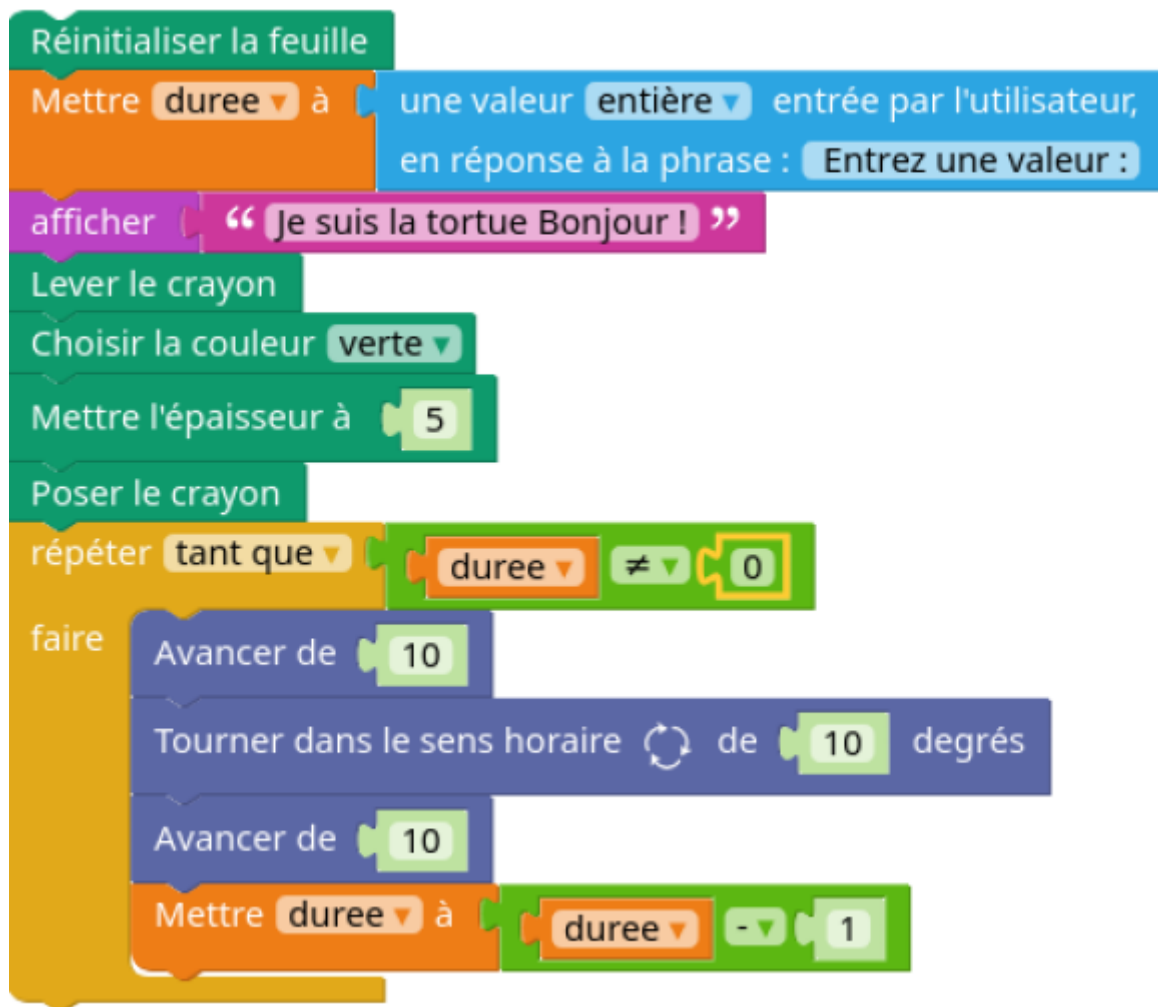 Réinitialiser la feuille
Mettre duree ▾ à une valeur entière ▾ entrée par l'utilisateur,
en réponse à la phrase : Entrez une valeur :
afficher “ Je suis la tortue Bonjour ! ”
Lever le crayon
Choisir la couleur verte ▾
Mettre l'épaisseur à 5
Poser le crayon
répéter tant que ▾ duree ▾ ≠ ▾ 0
faire Avancer de 10
Tourner dans le sens horaire de 10 degrés
Avancer de 10
Mettre duree ▾ à duree ▾ - ▾ 1